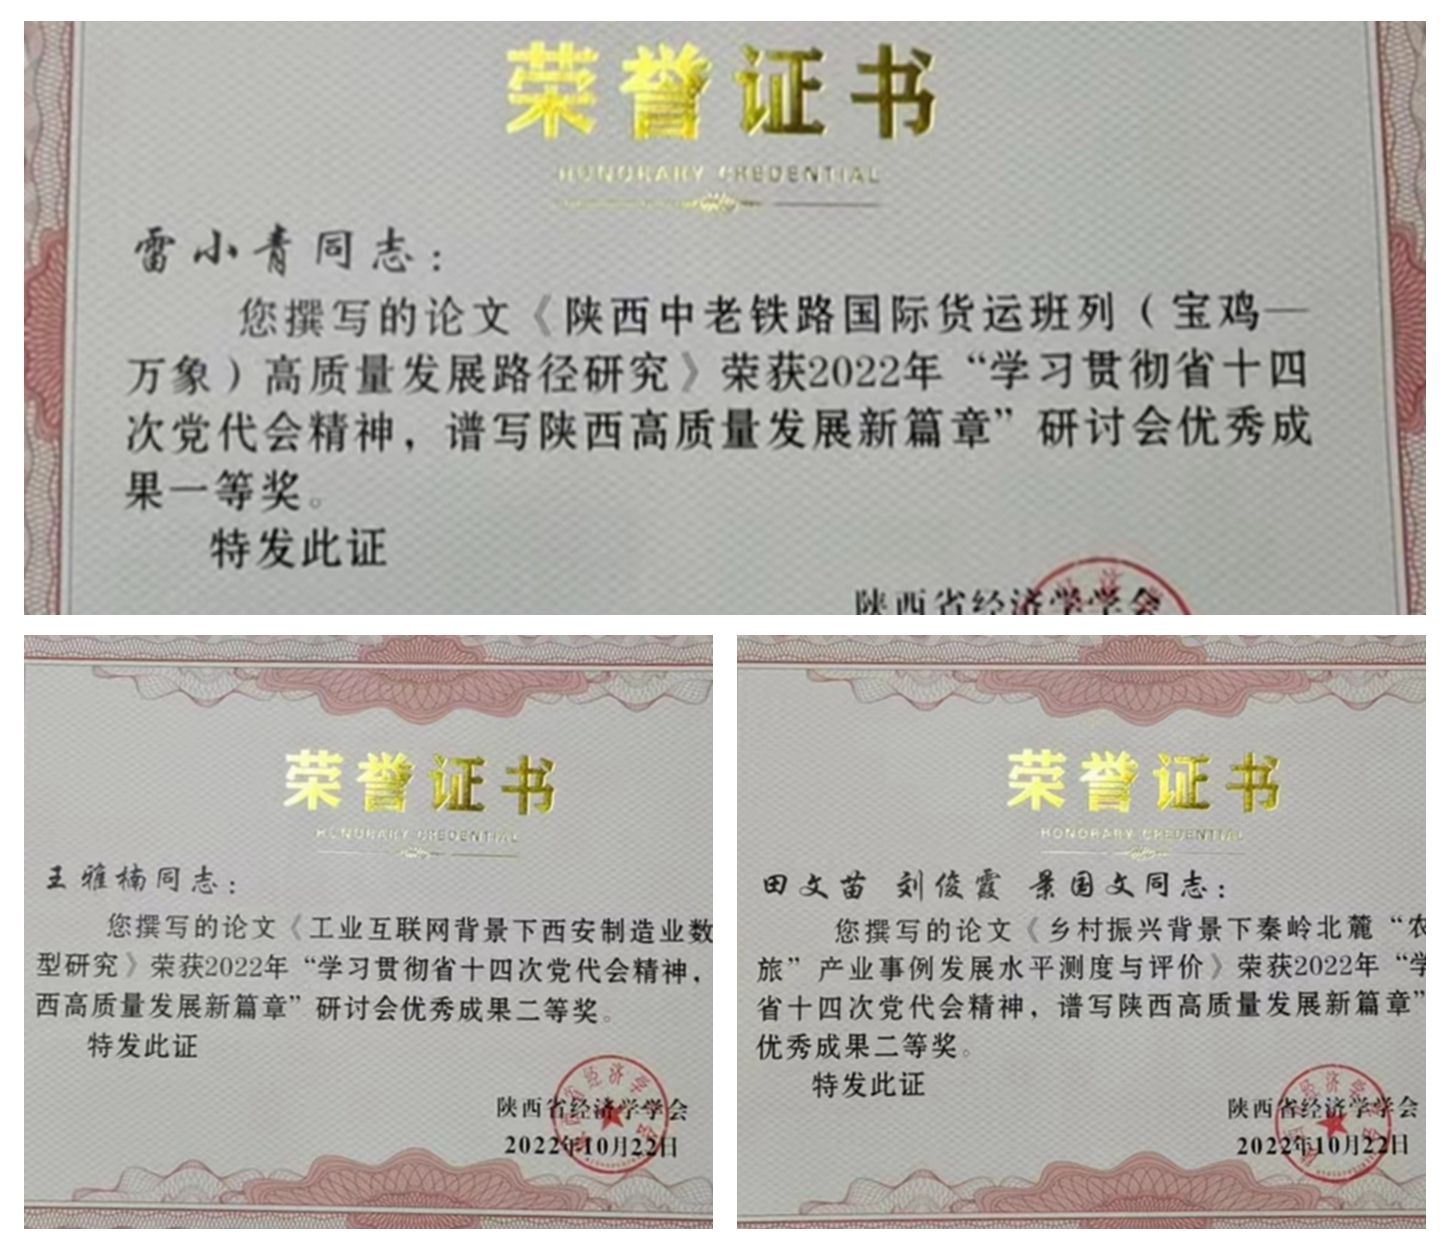 荣誉证书
HONORARY CREDENTIAL
雷小青同志：
您撰写的论文《陕西中老铁路国际货运班列（宝鸡—
万象）高质量发展路径研究》荣获2022年“学习贯彻省十四
次党代会精神，谱写陕西高质量发展新篇章”研讨会优秀成
果一等奖。
特发此证
陕西省经济学学会
荣誉证书
HONORARY CREDENTIAL
王雅楠同志：
您撰写的论文《工业互联网背景下西安制造业数
型研究》荣获2022年“学习贯彻省十四次党代会精神，
西高质量发展新篇章”研讨会优秀成果二等奖。
特发此证
陕西省经济学学会
2022年10月22日
荣誉证书
HONORARY CREDENTIAL
田文苗 刘俊霞 景国文同志：
您撰写的论文《乡村振兴背景下秦岭北麓“农
旅”产业事例发展水平测度与评价》荣获2022年“学
省十四次党代会精神，谱写陕西高质量发展新篇章”
优秀成果二等奖。
特发此证
陕西省经济学学会
2022年10月22日